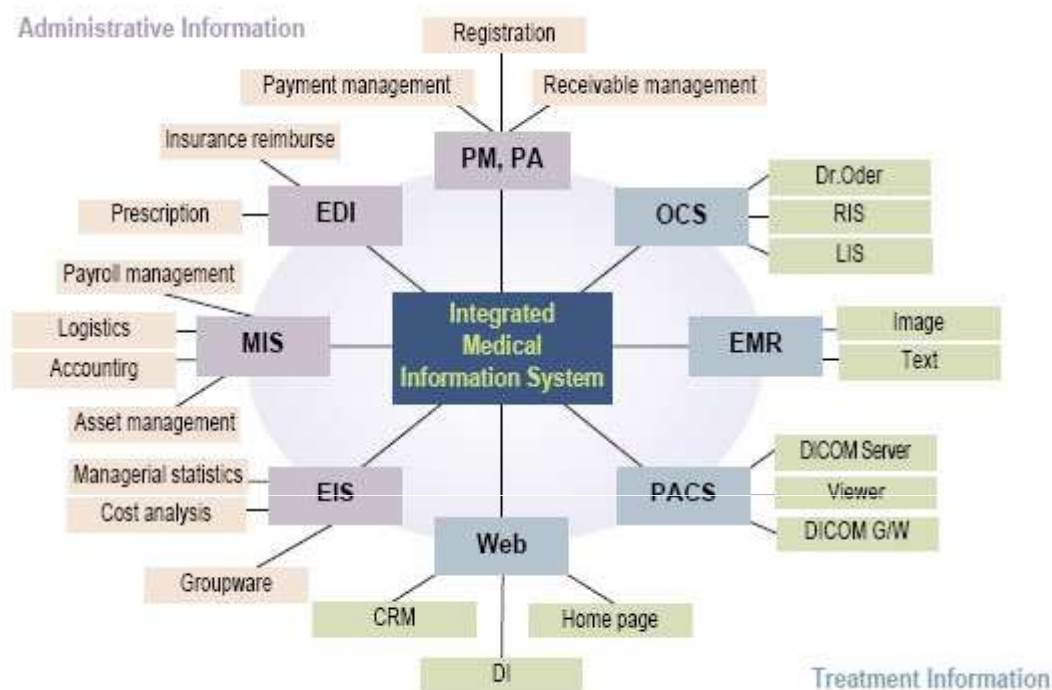 Administrative Information
Registration
Payment management
Receivable management
Insurance reimburse
PM, PA
Dr.Oder
Prescription
EDI
OCS
RIS
LIS
Payroll management
Logistics
MIS
Accounting
Integrated
Medical
Information System
EMR
Image
Text
Asset management
Managerial statistics
EIS
Cost analysis
PACS
DICOM Server
Viewer
DICOM G/W
Web
Groupware
CRM
Home page
DI
Treatment Information